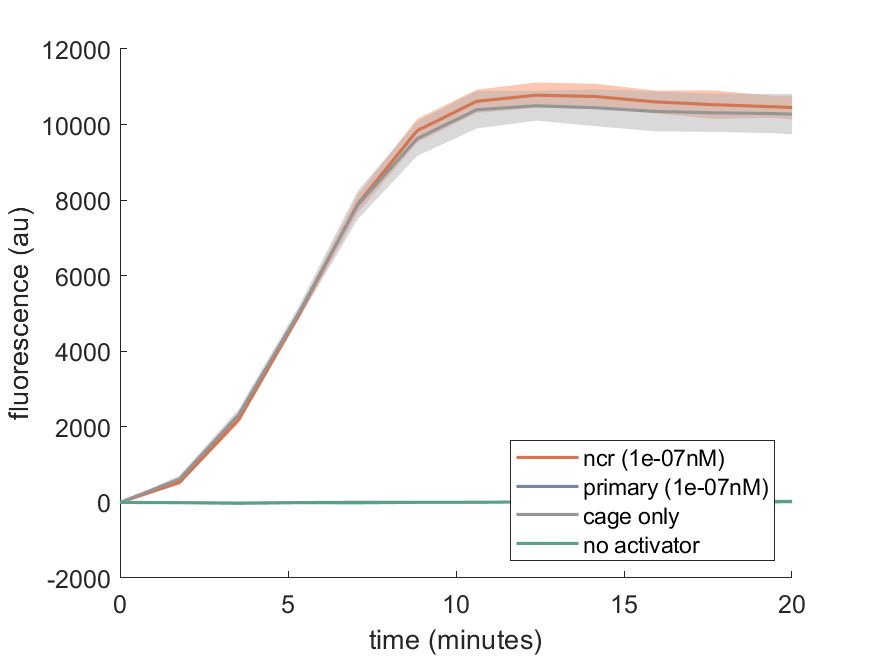 12000
10000
8000
6000
4000
2000
0
-2000
fluorescence (au)
ncr (1e-07nM)
primary (1e-07nM)
cage only
no activator
0 5 10 15 20
time (minutes)